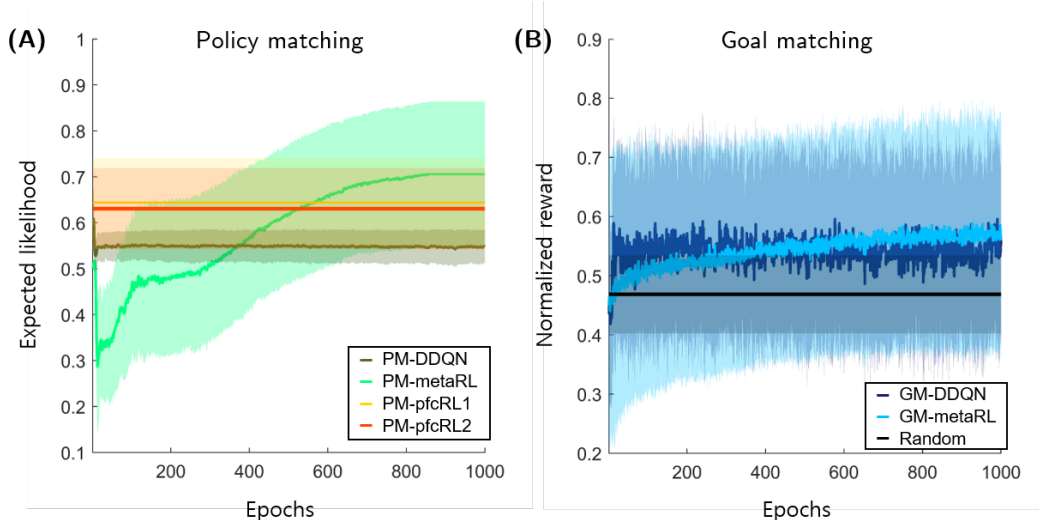 (A)
Policy matching
Expected likelihood
1
0.9
0.8
0.7
0.6
0.5
0.4
0.3
0.2
0.1
200
400
600
800
1000
Epochs
PM-DDQN
PM-metaRL
PM-pfcRL1
PM-pfcRL2
(B)
Goal matching
Normalized reward
0.9
0.8
0.7
0.6
0.5
0.4
0.3
0.2
200
400
600
800
1000
Epochs
GM-DDQN
GM-metaRL
Random